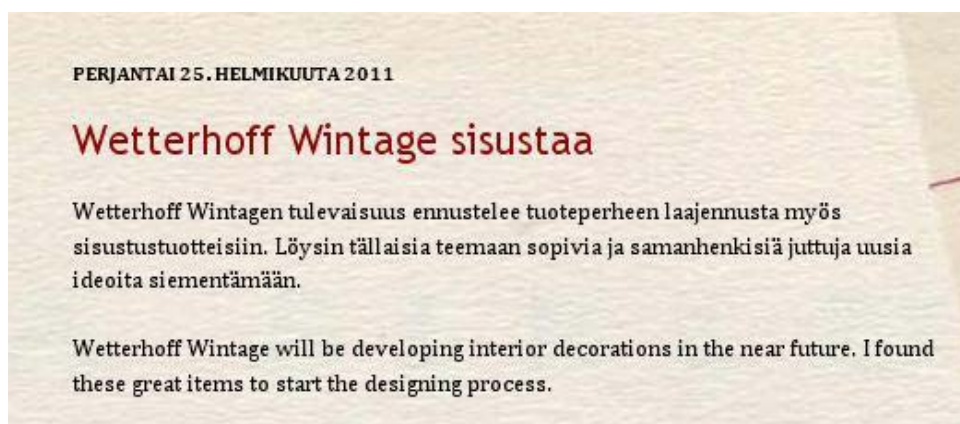 PERJANTAI 25. HELMIKUUTA 2011
Wetterhoff Wintage sisustaa
Wetterhoff Wintagen tulevaisuus ennustelee tuoteperheen laajennusta myös
sisustustuotteisiin. Löysin tällaisia teemaan sopivia ja samanhenkisiä juttuja uusia
ideoita siementämään.
Wetterhoff Wintage will be developing interior decorations in the near future. I found
these great items to start the designing process.